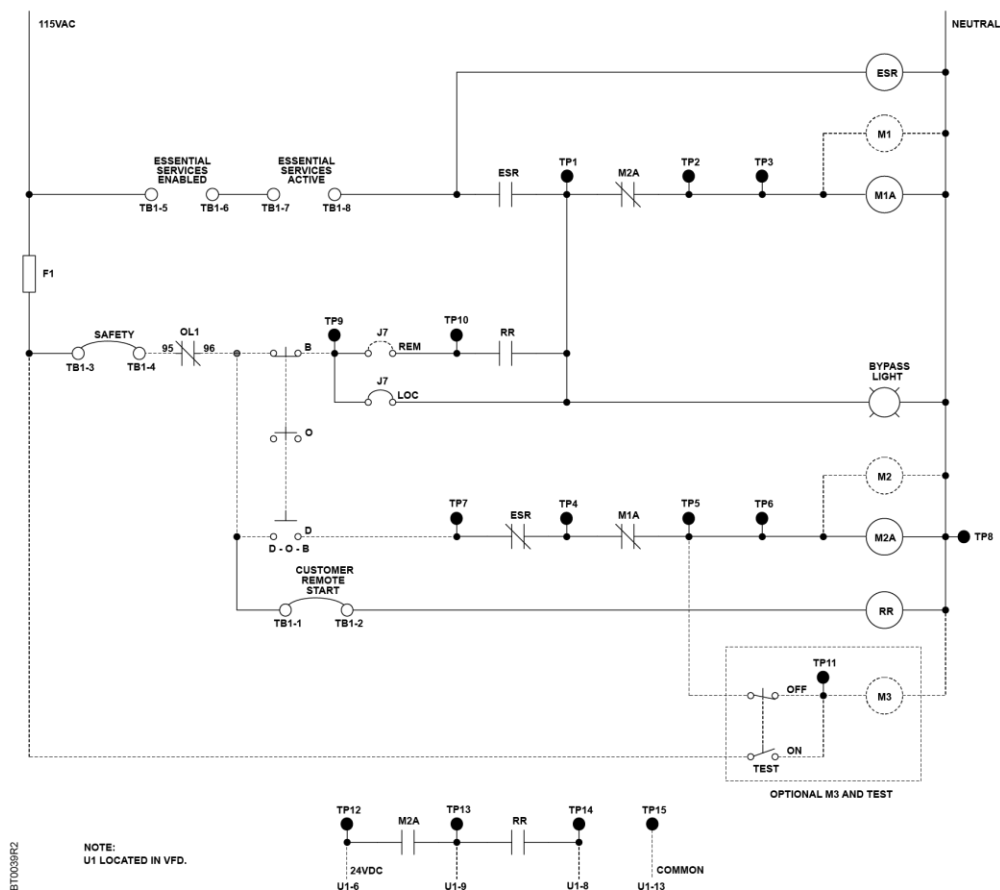 115VAC
NEUTRAL
ESR
M1
ESSENTIAL
SERVICES
ENABLED
ESSENTIAL
SERVICES
ACTIVE
ESR
TP1
M2A
TP2
TP3
M1A
TB1-5
TB1-6
TB1-7
TB1-8
F1
SAFETY
OL1
95
96
TB1-3
TB1-4
B
TP9
J7
REM
TP10
RR
J7
LOC
BYPASS
LIGHT
O
M2
TP7
ESR
TP4
M1A
TP5
TP6
M2A
TP8
D
D - O - B
CUSTOMER
REMOTE
START
TB1-1
TB1-2
RR
TP11
OFF
M3
ON
TEST
OPTIONAL M3 AND TEST
TP12
M2A
TP13
RR
TP14
TP15
24VDC
COMMON
U1-6
U1-9
U1-8
U1-13
NOTE:
U1 LOCATED IN VFD.
BT0039R2